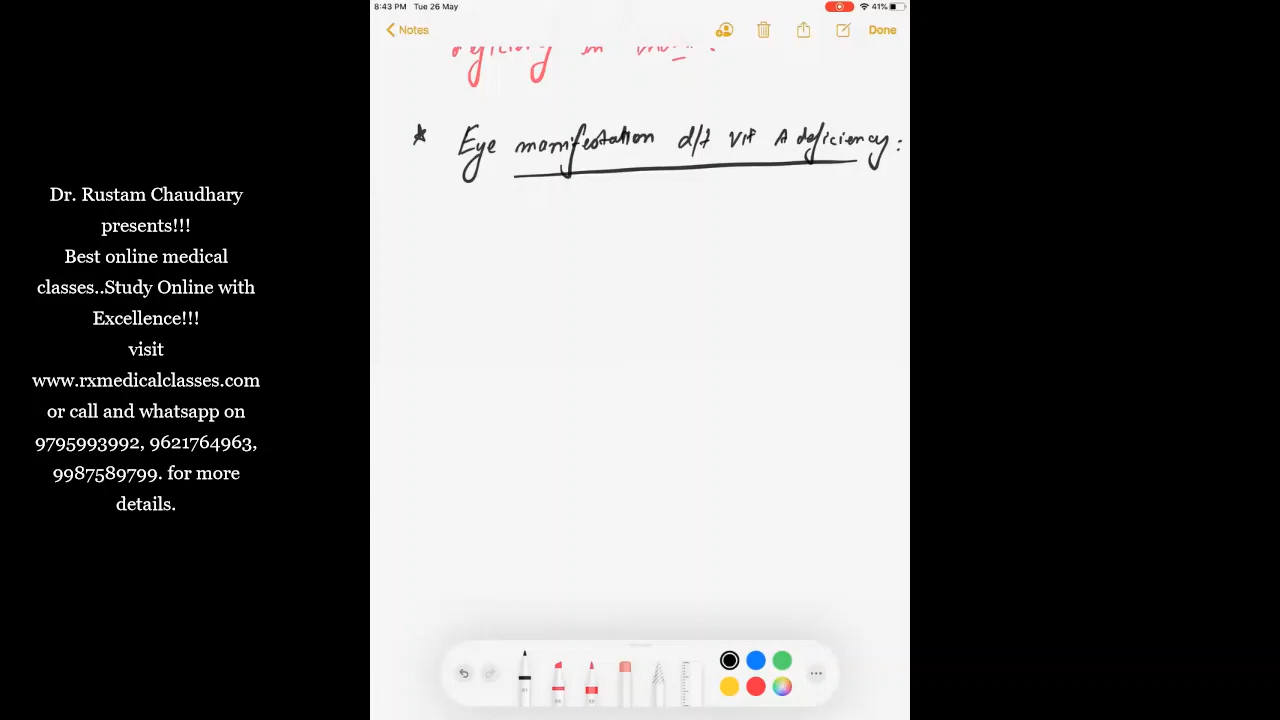 8:43 PM Tue 26 May
41%
Notes
Done
in
* Eye manifestation d/t Vit A deficiency:
Dr. Rustam Chaudhary
presents!!!
Best online medical
classes..Study Online with
Excellence!!!
visit
www.rxmedicalclasses.com
or call and whatsapp on
9795993992, 9621764963,
9987589799. for more
details.